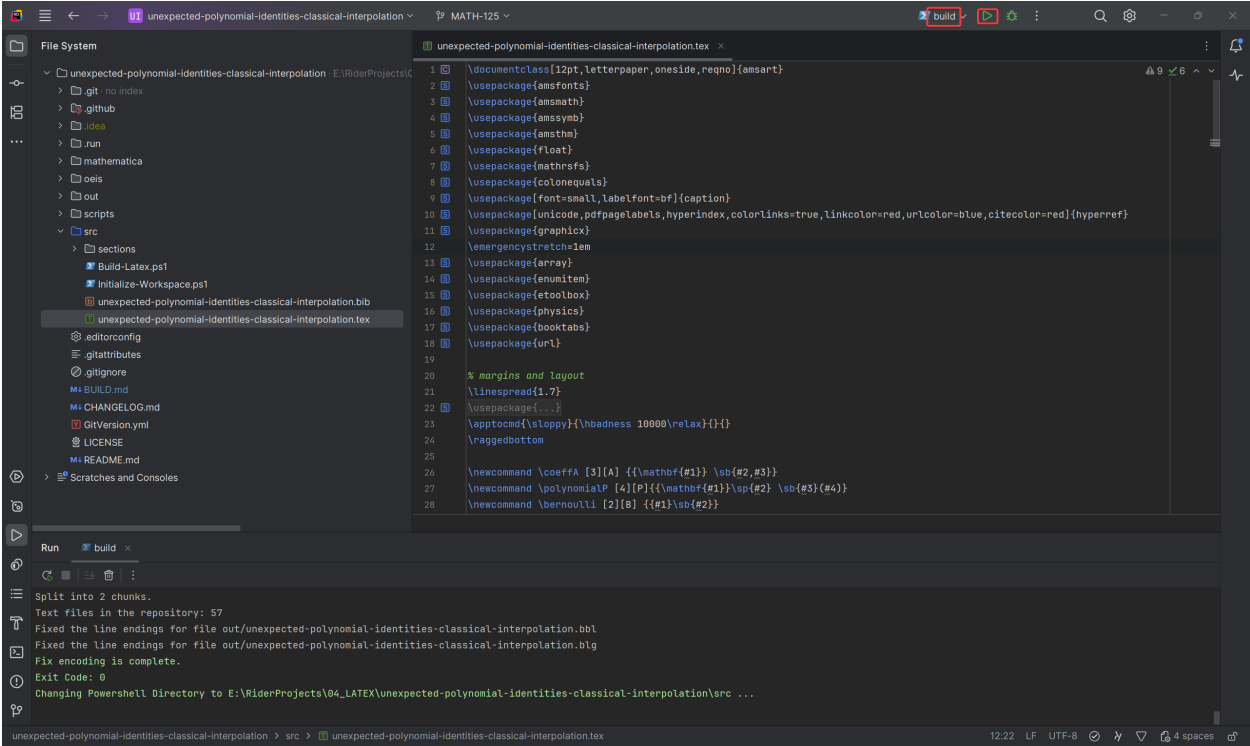 UI unexpected-polynomial-identities-classical-interpolation MATH-125 build
File System
unexpected-polynomial-identities-classical-interpolation E:\RiderProjects\
.git no index
.github
.idea
.run
mathematica
oeis
out
scripts
src
sections
Build-Latex.ps1
Initialize-Workspace.ps1
unexpected-polynomial-identities-classical-interpolation.bib
unexpected-polynomial-identities-classical-interpolation.tex
.editorconfig
.gitattributes
.gitignore
M↓ BUILD.md
M↓ CHANGELOG.md
GitVersion.yml
LICENSE
M↓ README.md
Scratches and Consoles
unexpected-polynomial-identities-classical-interpolation.tex
9 6
1 \documentclass[12pt,letterpaper,oneside,reqno]{amsart}
2 \usepackage{amsfonts}
3 \usepackage{amsmath}
4 \usepackage{amssymb}
5 \usepackage{amsthm}
6 \usepackage{float}
7 \usepackage{mathrsfs}
8 \usepackage{colonequals}
9 \usepackage[font=small,labelfont=bf]{caption}
10 \usepackage[unicode,pdfpagelabels,hyperindex,colorlinks=true,linkcolor=red,urlcolor=blue,citecolor=red]{hyperref}
11 \usepackage{graphicx}
12 \emergencystretch=1em
13 \usepackage{array}
14 \usepackage{enumitem}
15 \usepackage{etoolbox}
16 \usepackage{physics}
17 \usepackage{booktabs}
18 \usepackage{url}
19
20 % margins and layout
21 \linespread{1.7}
22 \usepackage{...}
23 \apptocmd{\sloppy}{\hbadness 10000\relax}{}{}
24 \raggedbottom
25
26 \newcommand \coeffA [3][A] {{\mathbf{#1}} \sb{#2,#3}}
27 \newcommand \polynomialP [4][P]{{\mathbf{#1}}\sp{#2} \sb{#3}(#4)}
28 \newcommand \bernoulli [2][B] {{#1}\sb{#2}}
Run build
Split into 2 chunks.
Text files in the repository: 57
Fixed the line endings for file out/unexpected-polynomial-identities-classical-interpolation.bbl
Fixed the line endings for file out/unexpected-polynomial-identities-classical-interpolation.blg
Fix encoding is complete.
Exit Code: 0
Changing Powershell Directory to E:\RiderProjects\04_LATEX\unexpected-polynomial-identities-classical-interpolation\src ...
unexpected-polynomial-identities-classical-interpolation > src > unexpected-polynomial-identities-classical-interpolation.tex 12:22 LF UTF-8 4 spaces